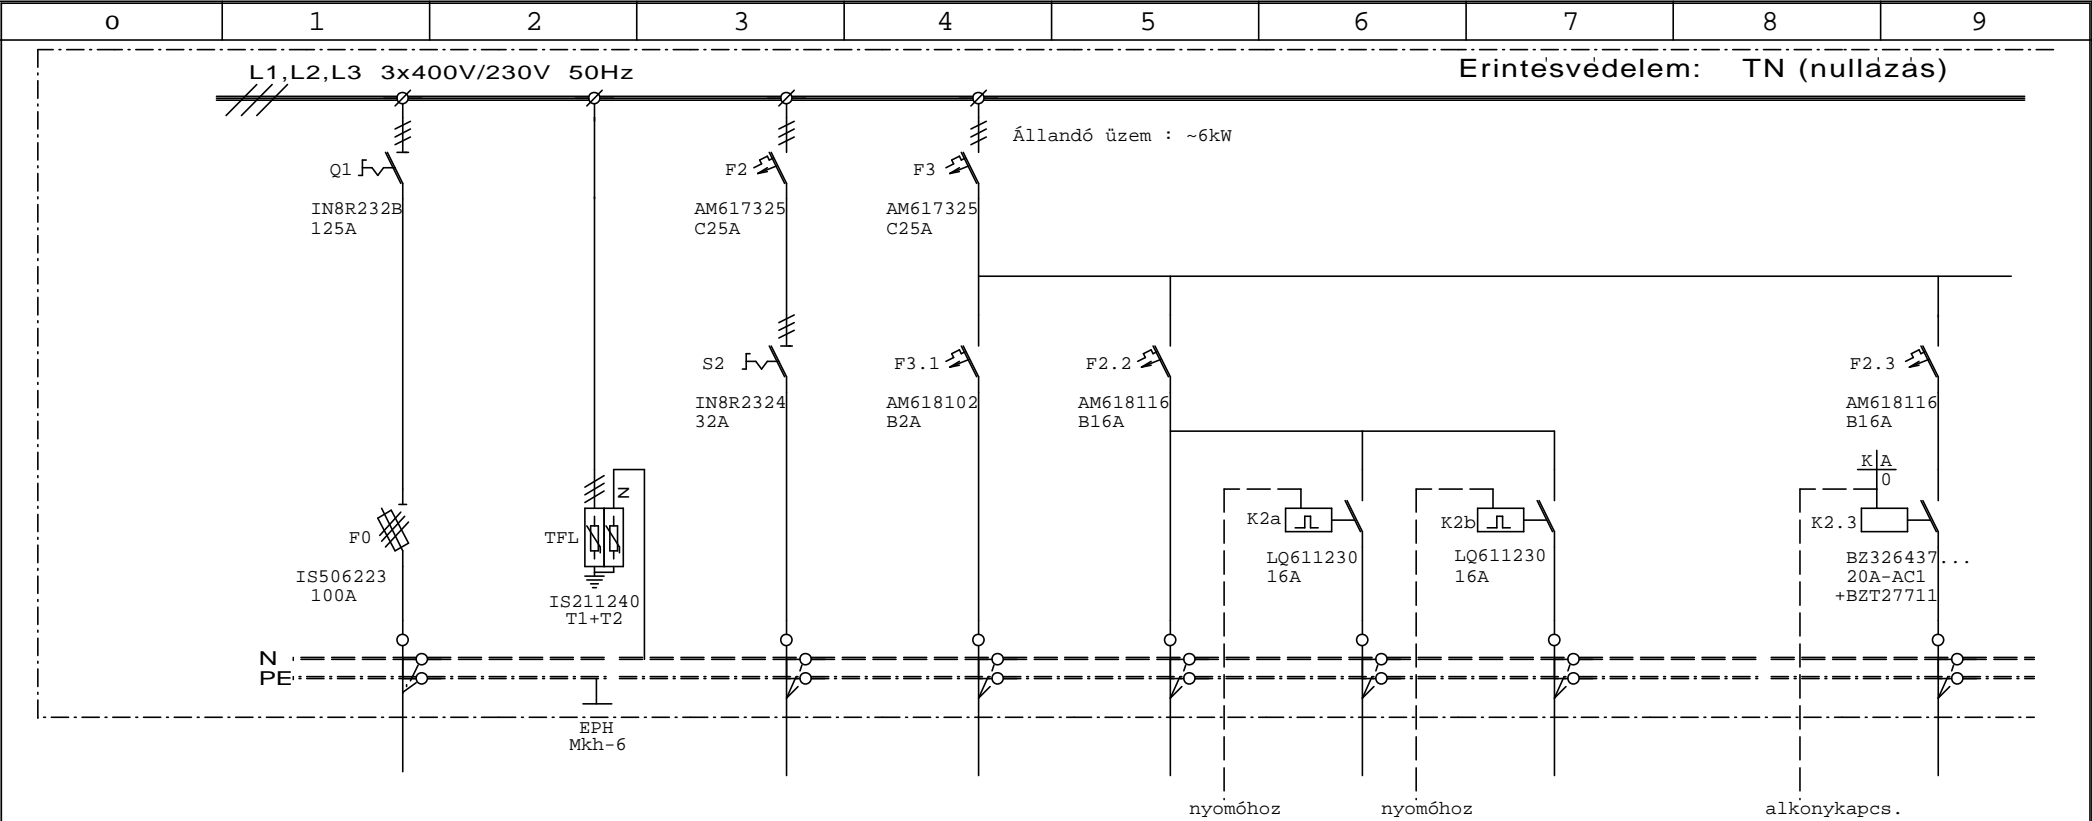 o 1 2 3 4 5 6 7 8 9
L1,L2,L3 3x400V/230V 50Hz
Érintésvédelem: TN (nullázás)
Állandó üzem : ~6kW
Q1
IN8R232B
125A
F2
AM617325
C25A
F3
AM617325
C25A
S2
IN8R2324
32A
F3.1
AM618102
B2A
F2.2
AM618116
B16A
F2.3
AM618116
B16A
F0
IS506223
100A
TFL
N
IS211240
T1+T2
K2a
LQ611230
16A
K2b
LQ611230
16A
K A
0
K2.3
BZ326437...
20A-AC1
+BZT27711
N
PE
EPH
Mkh-6
nyomóhoz
nyomóhoz
alkonykapcs.